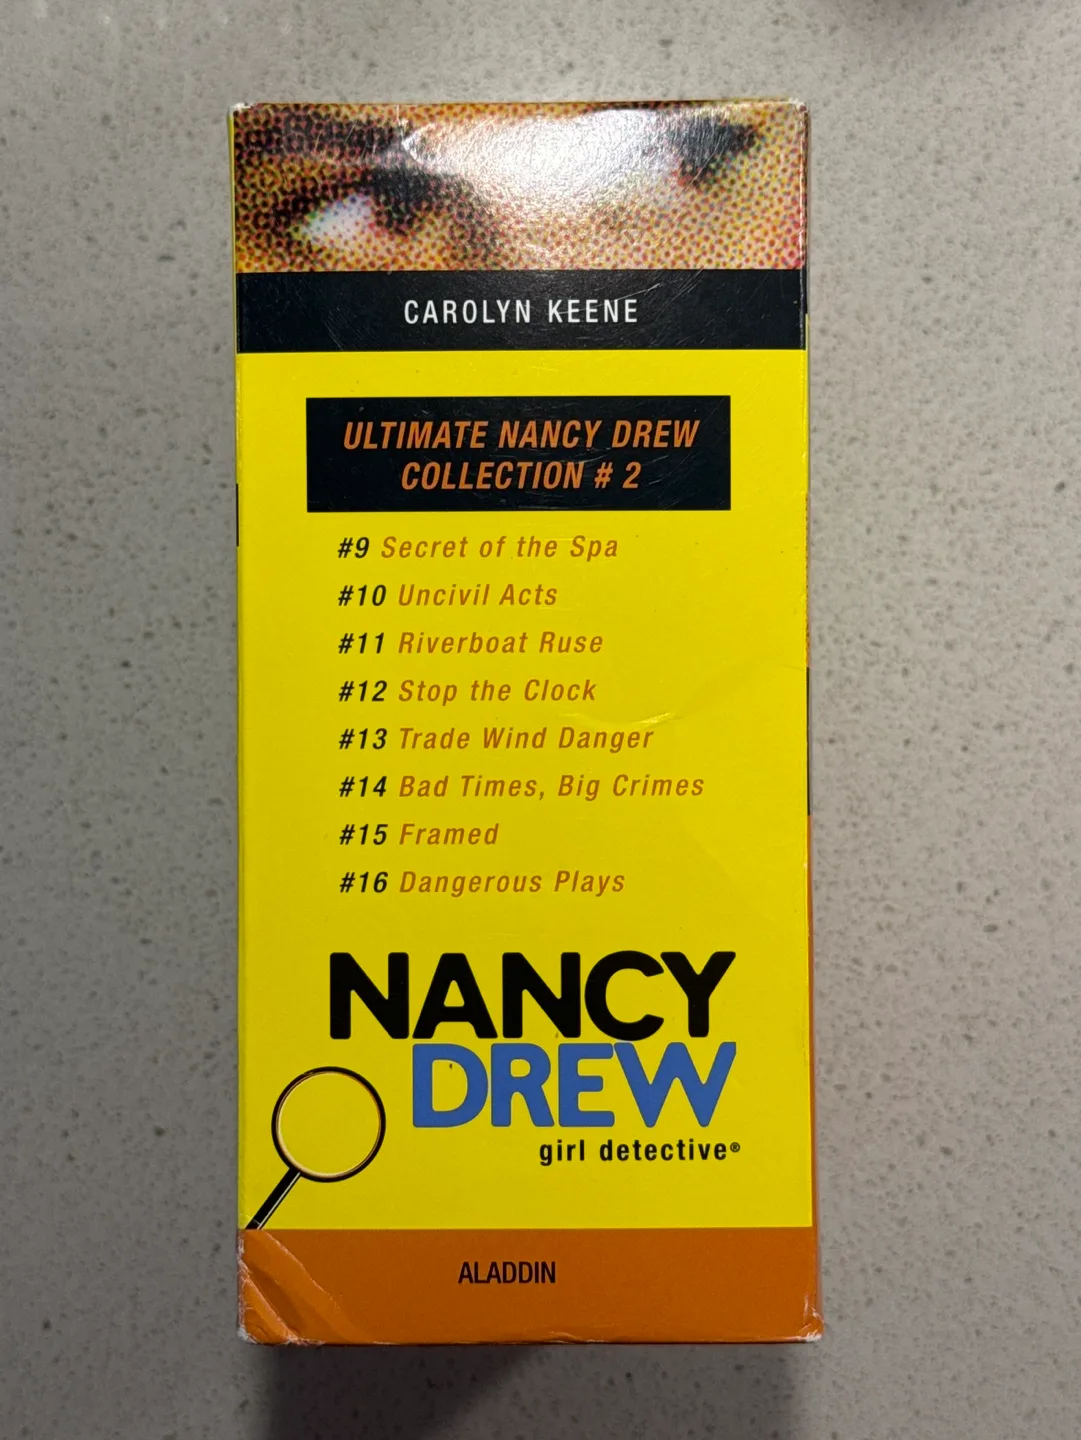 CAROLYN KEENE
ULTIMATE NANCY DREW
COLLECTION # 2
#9 Secret of the Spa
#10 Uncivil Acts
#11 Riverboat Ruse
#12 Stop the Clock
#13 Trade Wind Danger
#14 Bad Times, Big Crimes
#15 Framed
#16 Dangerous Plays
NANCY
DREW
girl detective®
ALADDIN